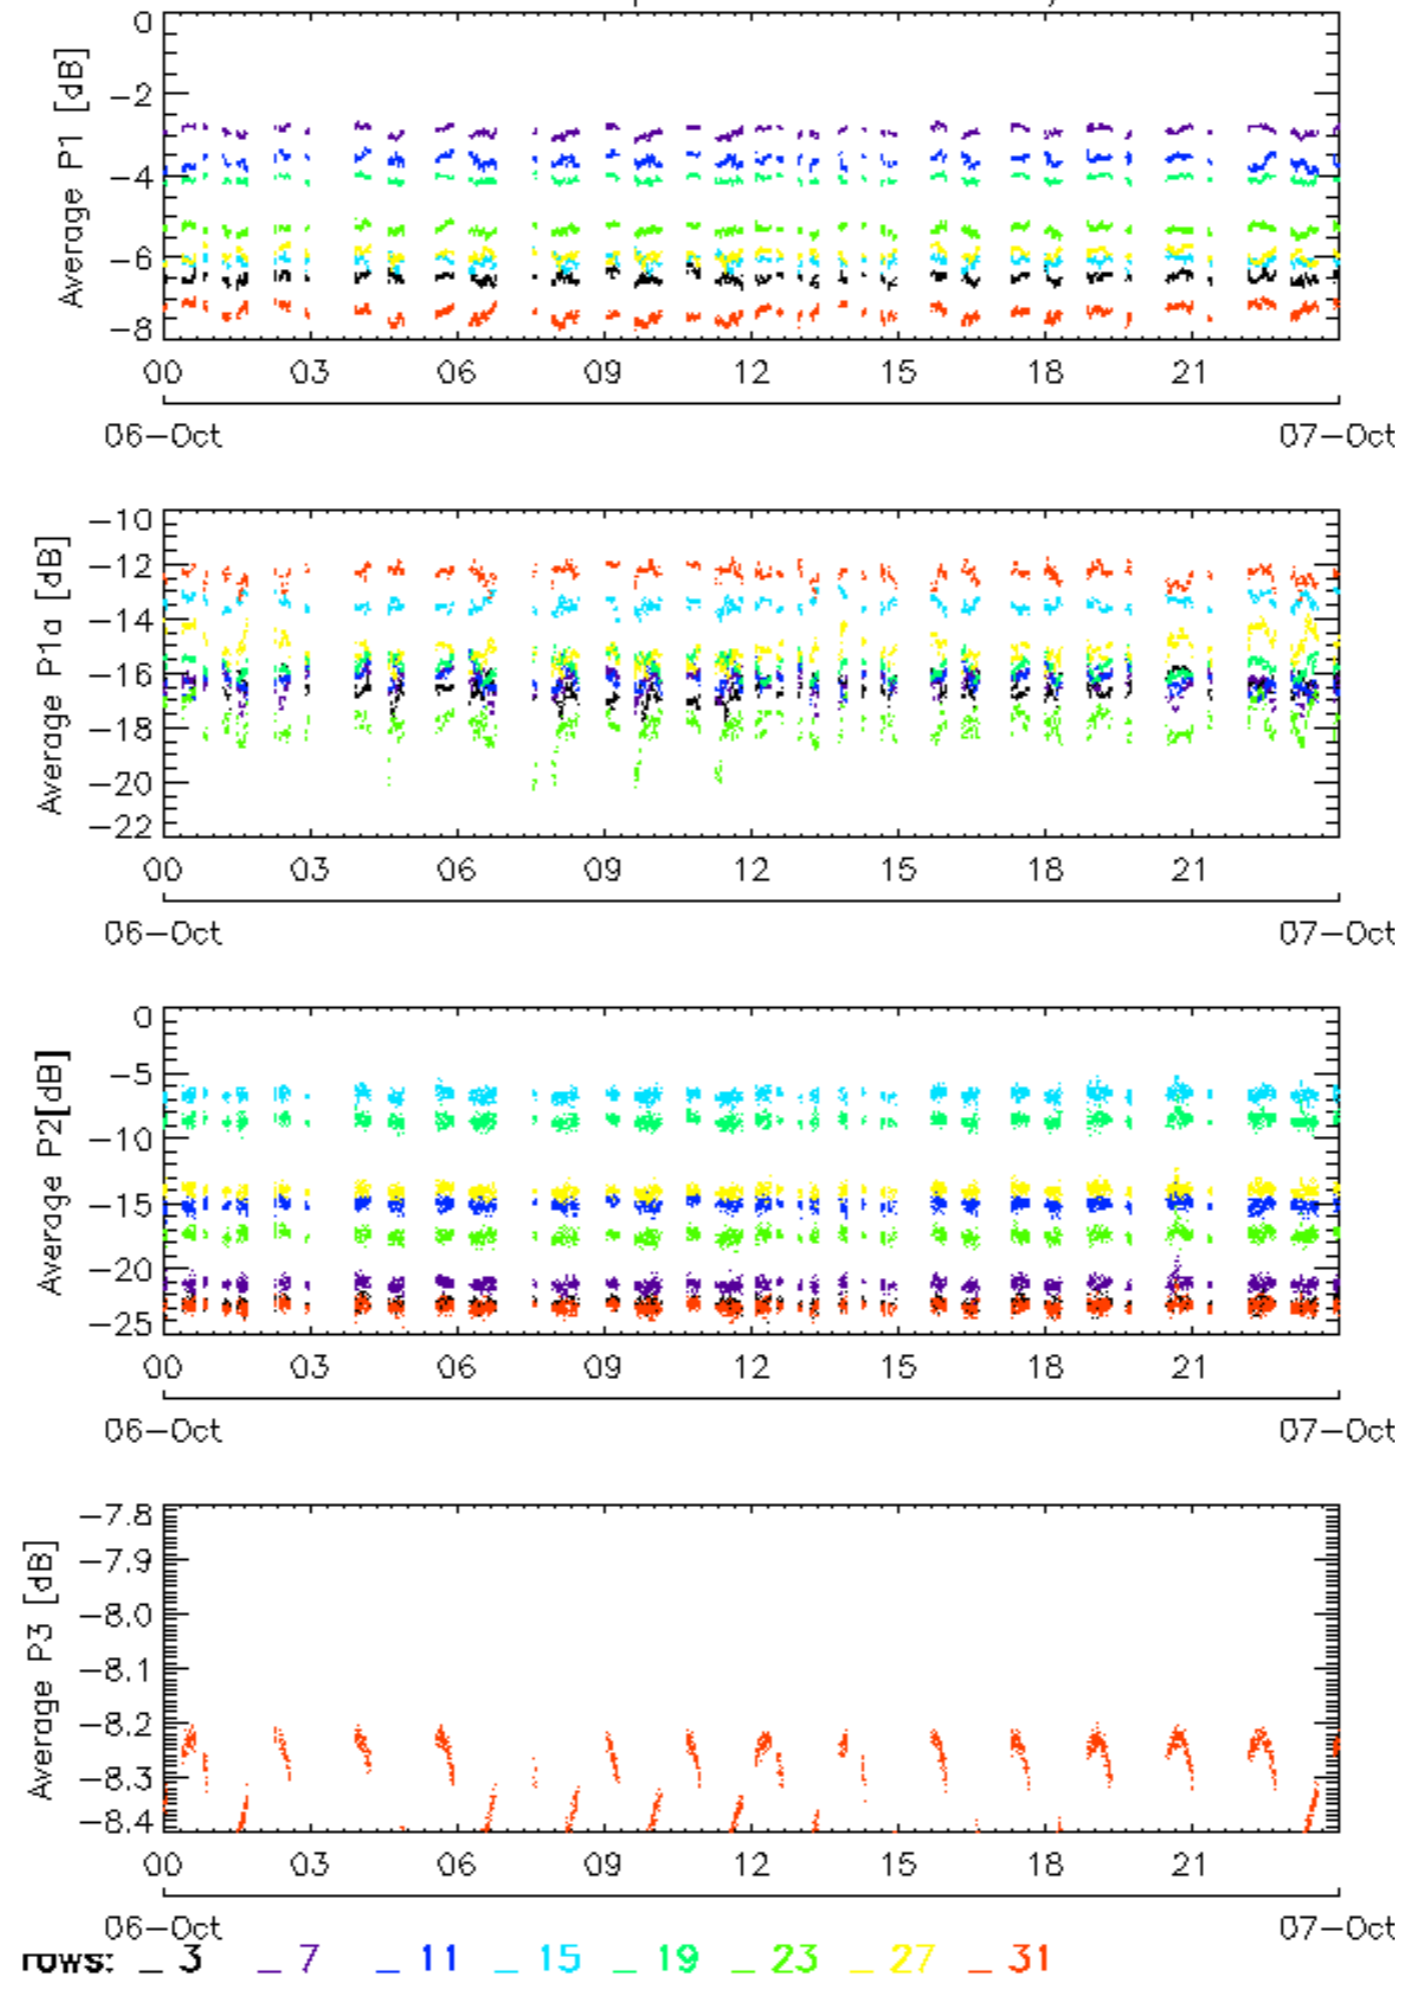 0
Average P1 [dB]
-2
-4
-6
-8
00 03 06 09 12 15 18 21
06-Oct 07-Oct
-10
Average P1a [dB]
-12
-14
-16
-18
-20
-22
00 03 06 09 12 15 18 21
06-Oct 07-Oct
0
Average P2[dB]
-5
-10
-15
-20
-25
00 03 06 09 12 15 18 21
06-Oct 07-Oct
-7.8
Average P3 [dB]
-7.9
-8.0
-8.1
-8.2
-8.3
-8.4
00 03 06 09 12 15 18 21
06-Oct 07-Oct
rows: _ 3 _ 7 _ 11 _ 15 _ 19 _ 23 _ 27 _ 31